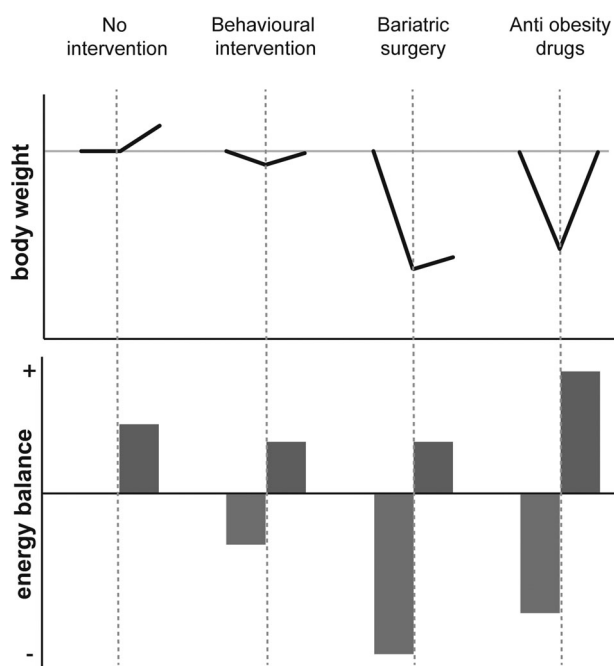 No
intervention
Behavioural
intervention
Bariatric
surgery
Anti obesity
drugs
body weight
+
energy balance
-